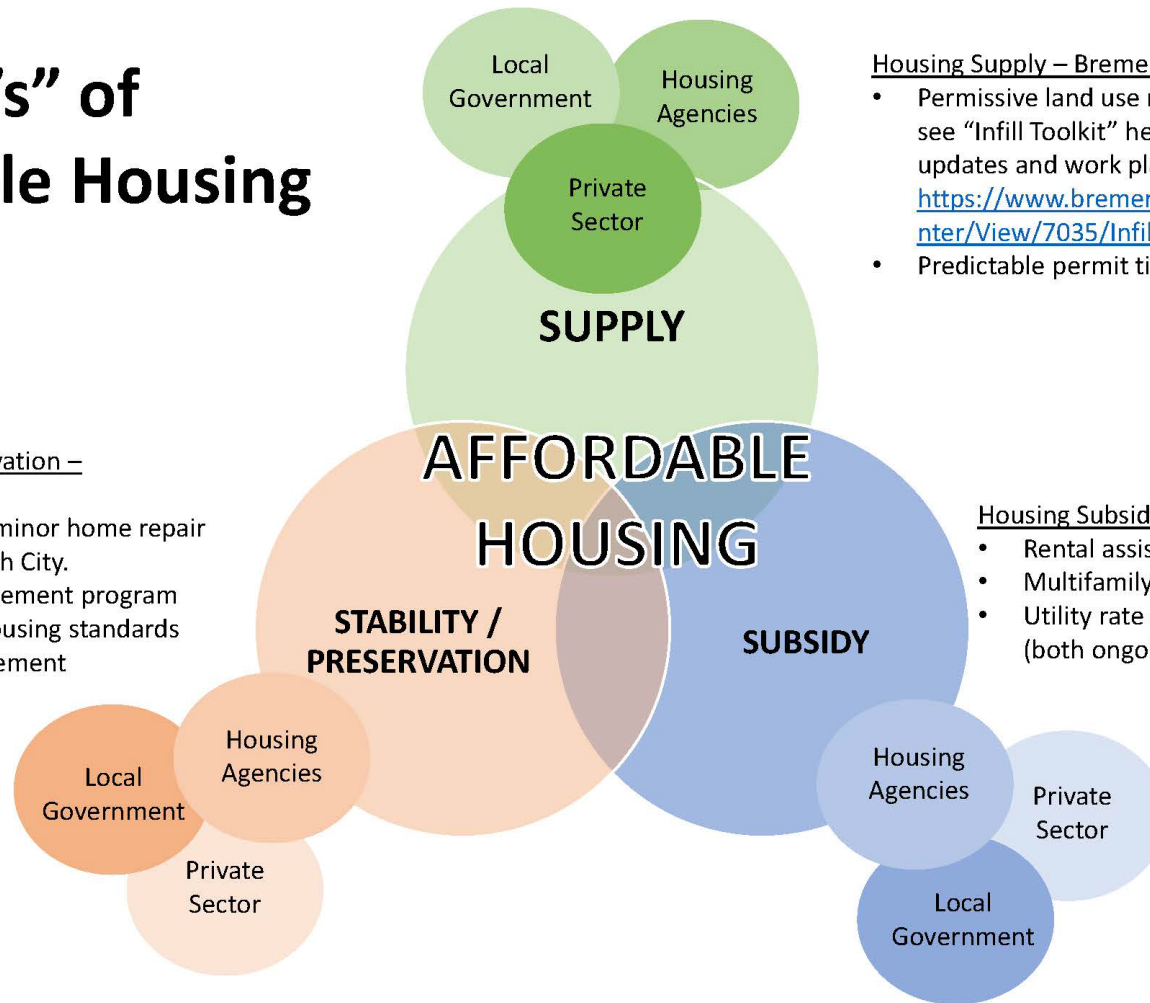 ’s” of
le Housing
Local
Government
Housing
Agencies
Private
Sector
SUPPLY
Housing Supply – Breme
• Permissive land use r
see “Infill Toolkit” he
updates and work pla
https://www.bremer
nter/View/7035/Infil
• Predictable permit ti
AFFORDABLE
HOUSING
vation –
minor home repair
h City.
ement program
ousing standards
ement
STABILITY /
PRESERVATION
SUBSIDY
Housing Subsid
• Rental assis
• Multifamily
• Utility rate
(both ongo
Local
Government
Housing
Agencies
Private
Sector
Housing
Agencies
Private
Sector
Local
Government